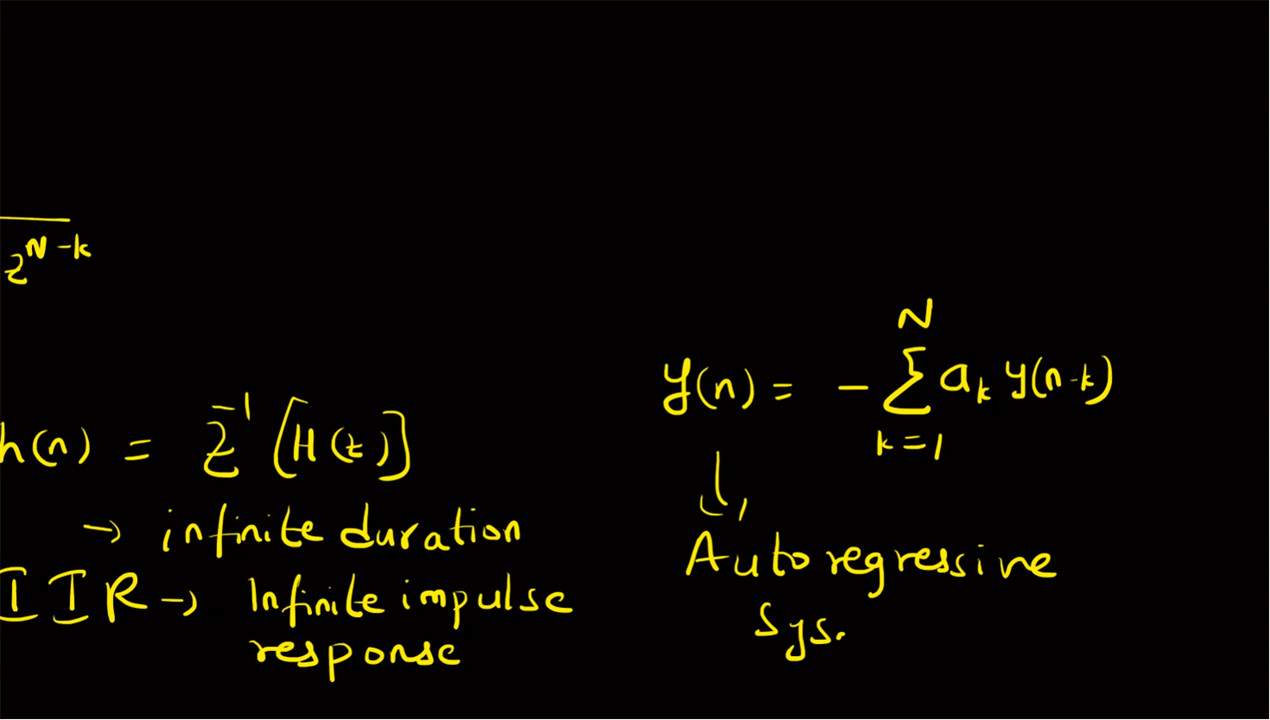 z^{N-k}
h(n) = Z^{-1} [H(z)]
→ infinite duration
IIR → Infinite impulse
response
y(n) = - ∑_{k=1}^{N} a_k y(n-k)
↓
Autoregressive
Sys.